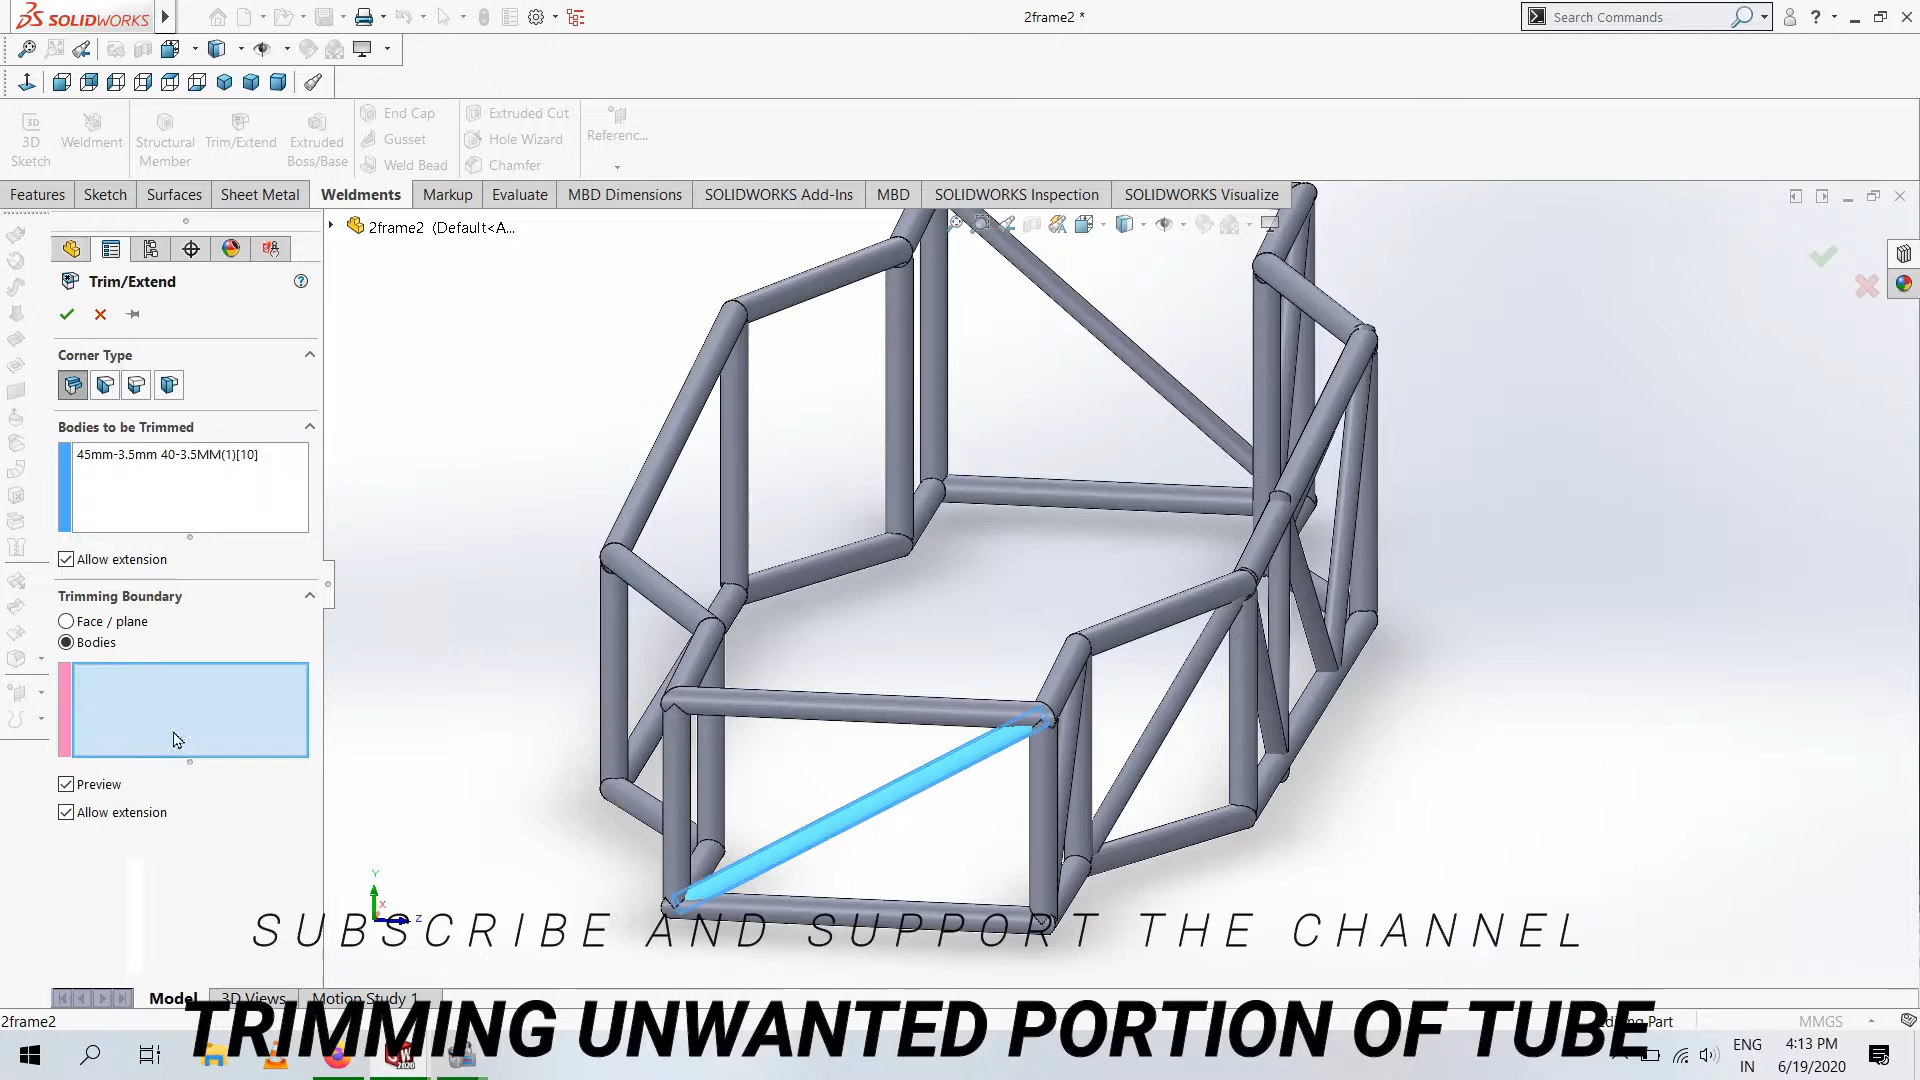 SOLIDWORKS
2frame2 *
Search Commands
3D Sketch
Weldment
Structural Member
Trim/Extend
Extruded Boss/Base
End Cap
Gusset
Weld Bead
Extruded Cut
Hole Wizard
Chamfer
Referenc...
Features
Sketch
Surfaces
Sheet Metal
Weldments
Markup
Evaluate
MBD Dimensions
SOLIDWORKS Add-Ins
MBD
SOLIDWORKS Inspection
SOLIDWORKS Visualize
2frame2 (Default<A...
Trim/Extend
Corner Type
Bodies to be Trimmed
45mm-3.5mm 40-3.5MM(1)[10]
Allow extension
Trimming Boundary
Face / plane
Bodies
Preview
Allow extension
Y
X
Z
SUBSCRIBE AND SUPPORT THE CHANNEL
Model
3D Views
Motion Study 1
TRIMMING UNWANTED PORTION OF TUBE
2frame2
Editing Part
MMGS
ENG
IN
4:13 PM
6/19/2020